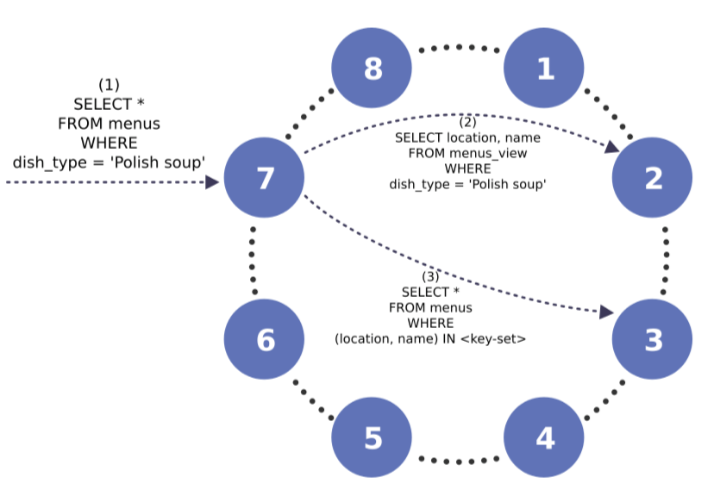 (1)
SELECT *
FROM menus
WHERE
dish_type = 'Polish soup'
8
1
7
(2)
SELECT location, name
FROM menus_view
WHERE
dish_type = 'Polish soup'
2
(3)
SELECT *
FROM menus
WHERE
(location, name) IN <key-set>
6
3
5
4